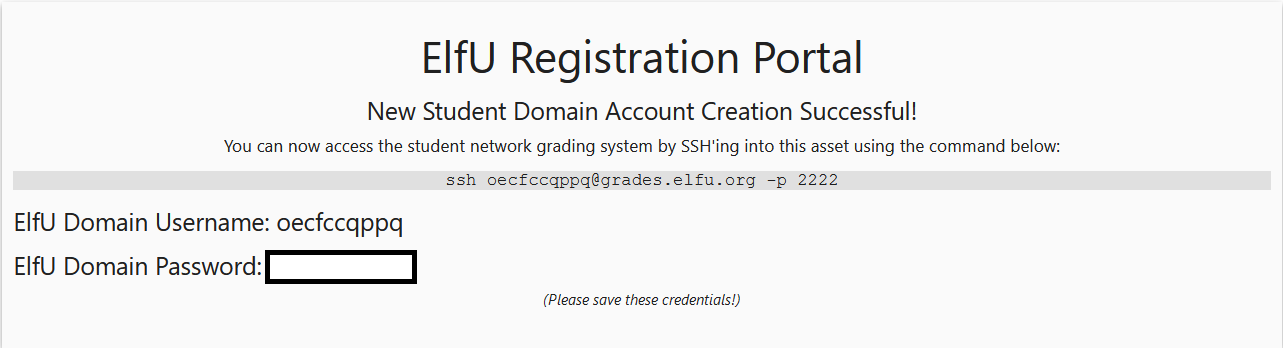 ElfU Registration Portal
New Student Domain Account Creation Successful!
You can now access the student network grading system by SSH'ing into this asset using the command below:
ssh oecfccqppq@grades.elfu.org -p 2222
ElfU Domain Username: oecfccqppq
ElfU Domain Password:
(Please save these credentials!)